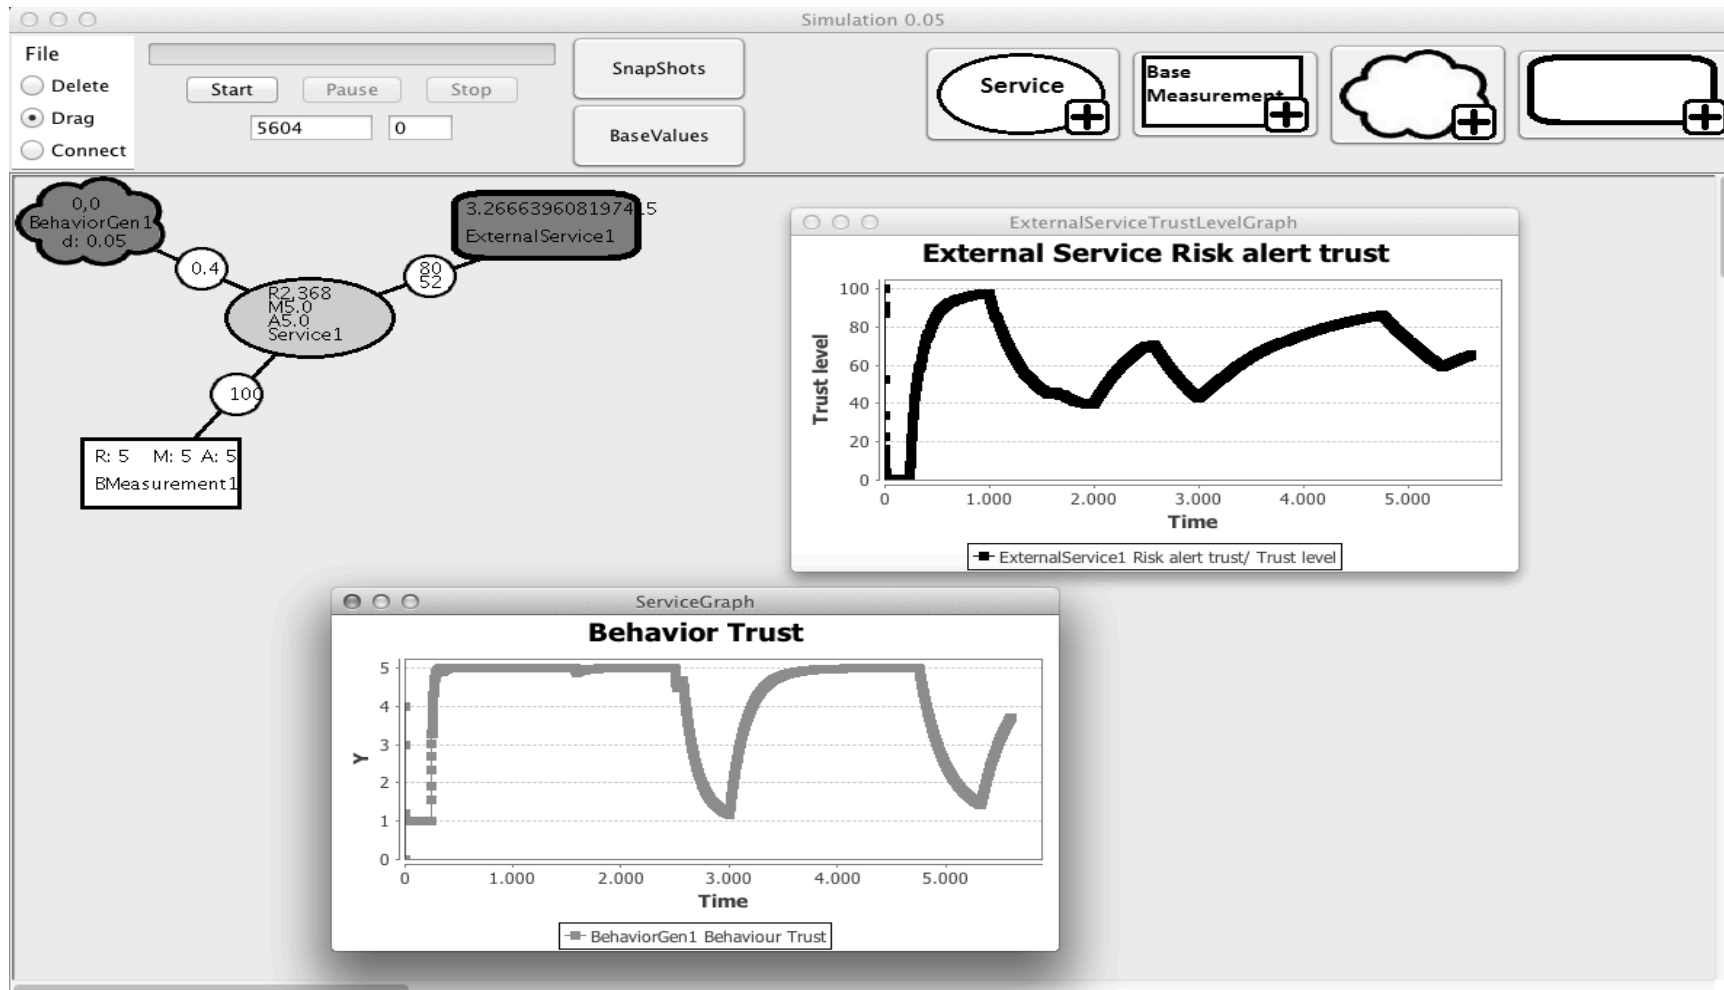 Simulation 0.05
File
Delete
Drag
Connect
Start
Pause
Stop
5604
0
SnapShots
BaseValues
Service
Base
Measurement
0,0
BehaviorGen1
d: 0.05
0.4
R2,368
M5.0
A5.0
Service1
80
52
3.266639608197415
ExternalService1
100
R: 5 M: 5 A: 5
BMeasurement1
ExternalServiceTrustLevelGraph
External Service Risk alert trust
Trust level
100
80
60
40
20
0
0 1.000 2.000 3.000 4.000 5.000
Time
ExternalService1 Risk alert trust/ Trust level
ServiceGraph
Behavior Trust
Y
5
4
3
2
1
0
0 1.000 2.000 3.000 4.000 5.000
Time
BehaviorGen1 Behaviour Trust